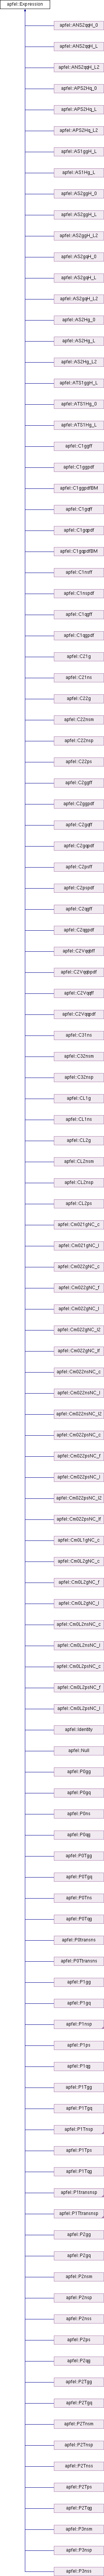 apfel::Expression
apfel::ANS2qqH_0
apfel::ANS2qqH_L
apfel::ANS2qqH_L2
apfel::APS2Hq_0
apfel::APS2Hq_L
apfel::APS2Hq_L2
apfel::AS1ggH_L
apfel::AS1Hg_L
apfel::AS2ggH_0
apfel::AS2ggH_L
apfel::AS2ggH_L2
apfel::AS2gqH_0
apfel::AS2gqH_L
apfel::AS2gqH_L2
apfel::AS2Hg_0
apfel::AS2Hg_L
apfel::AS2Hg_L2
apfel::ATS1ggH_L
apfel::ATS1Hg_0
apfel::ATS1Hg_L
apfel::C1ggff
apfel::C1ggpdf
apfel::C1ggpdfBM
apfel::C1gqff
apfel::C1gqpdf
apfel::C1gqpdfBM
apfel::C1nsff
apfel::C1nspdf
apfel::C1qgff
apfel::C1qgpdf
apfel::C21g
apfel::C21ns
apfel::C22g
apfel::C22nsm
apfel::C22nsp
apfel::C22ps
apfel::C2ggff
apfel::C2ggpdf
apfel::C2gqff
apfel::C2gqpdf
apfel::C2psff
apfel::C2pspdf
apfel::C2qgff
apfel::C2qgpdf
apfel::C2Vqqbff
apfel::C2Vqqbpdf
apfel::C2Vqqff
apfel::C2Vqqpdf
apfel::C31ns
apfel::C32nsm
apfel::C32nsp
apfel::CL1g
apfel::CL1ns
apfel::CL2g
apfel::CL2nsm
apfel::CL2nsp
apfel::CL2ps
apfel::Cm021gNC_c
apfel::Cm021gNC_l
apfel::Cm022gNC_c
apfel::Cm022gNC_f
apfel::Cm022gNC_l
apfel::Cm022gNC_l2
apfel::Cm022gNC_lf
apfel::Cm022nsNC_c
apfel::Cm022nsNC_l
apfel::Cm022nsNC_l2
apfel::Cm022psNC_c
apfel::Cm022psNC_f
apfel::Cm022psNC_l
apfel::Cm022psNC_l2
apfel::Cm022psNC_lf
apfel::Cm0L1gNC_c
apfel::Cm0L2gNC_c
apfel::Cm0L2gNC_f
apfel::Cm0L2gNC_l
apfel::Cm0L2nsNC_c
apfel::Cm0L2nsNC_l
apfel::Cm0L2psNC_c
apfel::Cm0L2psNC_f
apfel::Cm0L2psNC_l
apfel::Identity
apfel::Null
apfel::P0gg
apfel::P0gq
apfel::P0ns
apfel::P0qg
apfel::P0Tgg
apfel::P0Tgq
apfel::P0Tns
apfel::P0Tqg
apfel::P0transns
apfel::P0Ttransns
apfel::P1gg
apfel::P1gq
apfel::P1nsp
apfel::P1ps
apfel::P1qg
apfel::P1Tgg
apfel::P1Tgq
apfel::P1Tnsp
apfel::P1Tps
apfel::P1Tqg
apfel::P1transnsp
apfel::P1Ttransnsp
apfel::P2gg
apfel::P2gq
apfel::P2nsm
apfel::P2nsp
apfel::P2nss
apfel::P2ps
apfel::P2qg
apfel::P2Tgg
apfel::P2Tgq
apfel::P2Tnsm
apfel::P2Tnsp
apfel::P2Tnss
apfel::P2Tps
apfel::P2Tqg
apfel::P3nsm
apfel::P3nsp
apfel::P3nss